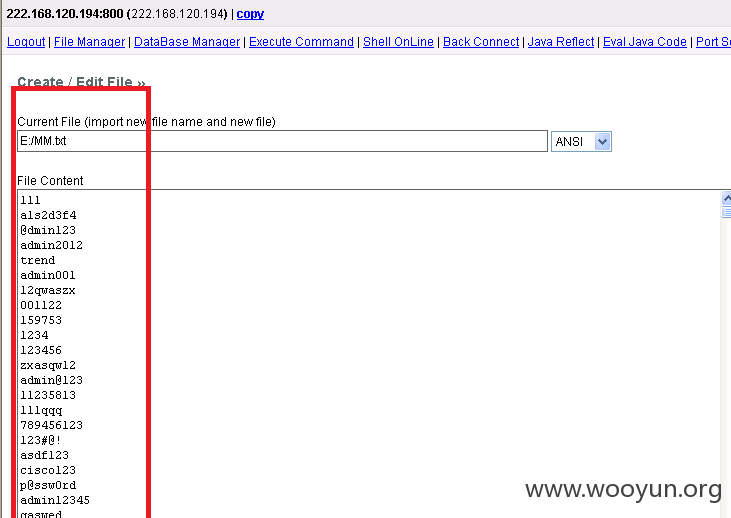 222.168.120.194:800 (222.168.120.194) | copy
Logout | File Manager | DataBase Manager | Execute Command | Shell OnLine | Back Connect | Java Reflect | Eval Java Code | Port S
Create / Edit File »
Current File (import new file name and new file)
E:/MM.txt ANSI
File Content
111
a1s2d3f4
@dmin123
admin2012
trend
admin001
12qwaszx
001122
159753
1234
123456
zxasqw12
admin@123
11235813
111qqq
789456123
123#@!
asdf123
cisco123
p@ssw0rd
admin12345
qaswed
www.wooyun.org